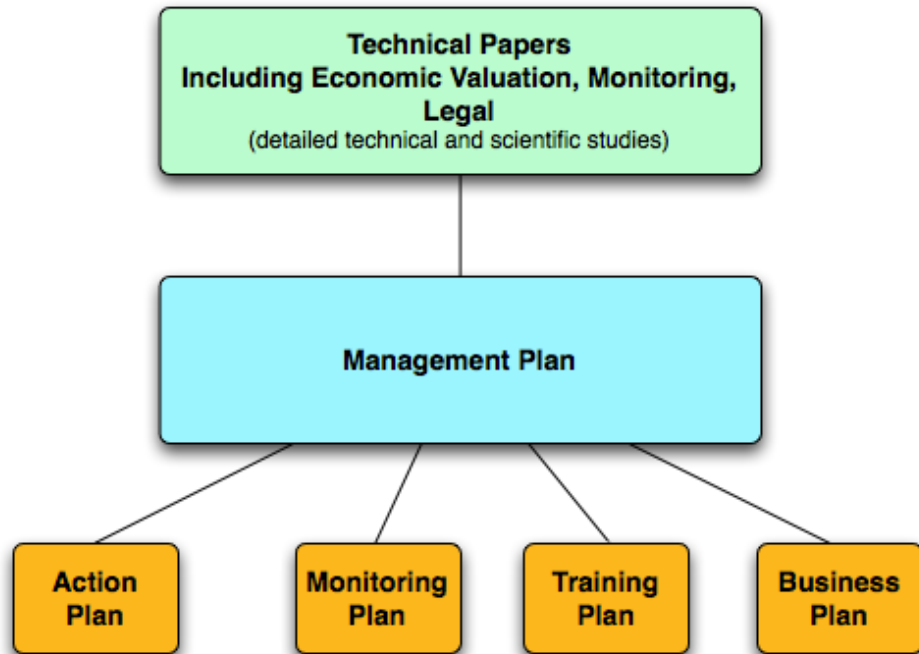 Technical Papers
Including Economic Valuation, Monitoring,
Legal
(detailed technical and scientific studies)
Management Plan
Action
Plan
Monitoring
Plan
Training
Plan
Business
Plan